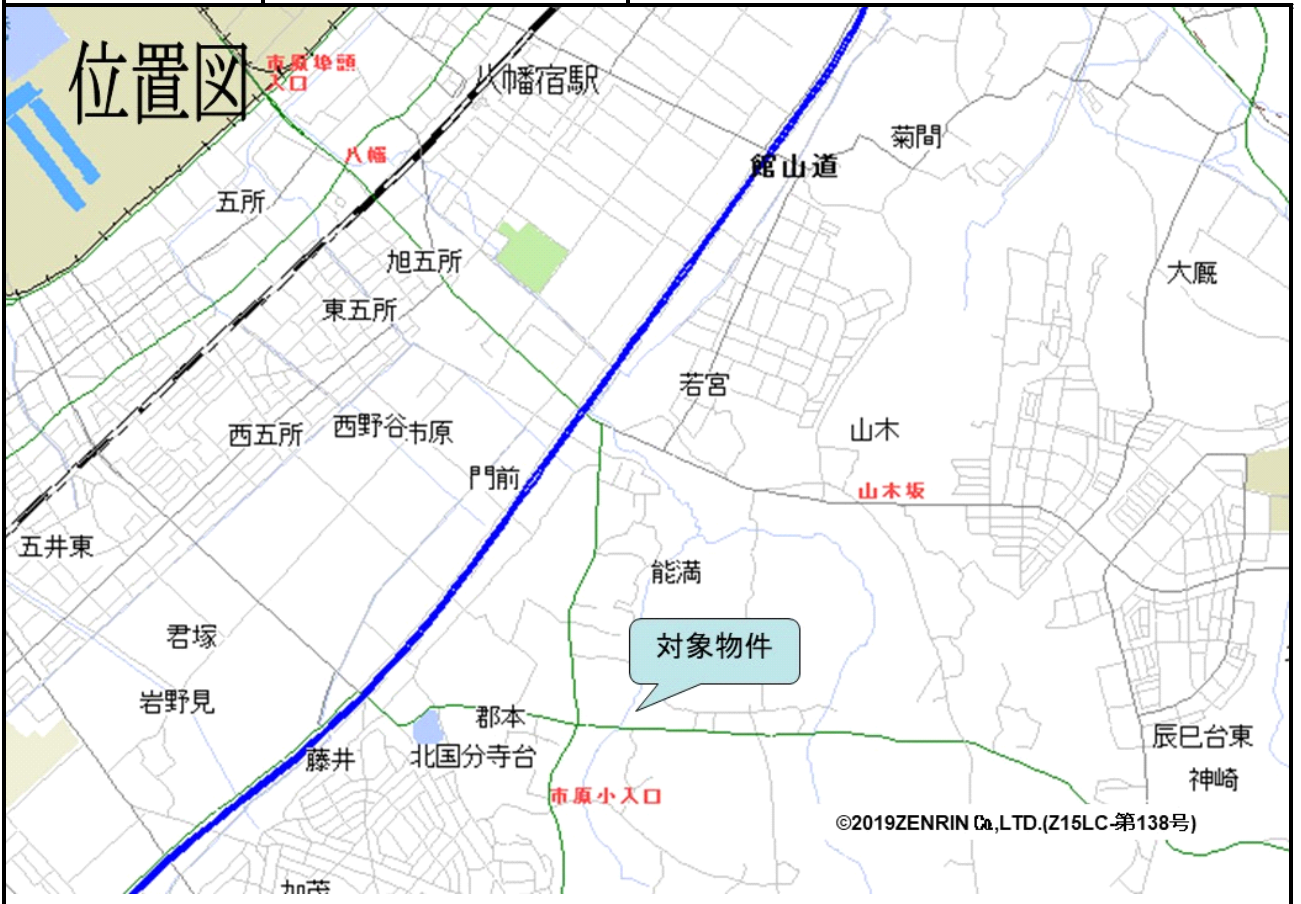 位置図
市原埠頭
入口
八幡宿駅
八幡
菊間
館山道
五所
旭五所
大厩
東五所
若宮
西五所
西野谷
市原
山木
門前
山木坂
五井東
能満
君塚
対象物件
岩野見
郡本
辰巳台東
藤井
北国分寺台
神崎
市原小入口
©2019ZENRIN Co.,LTD.(Z15LC-第138号)
加茂